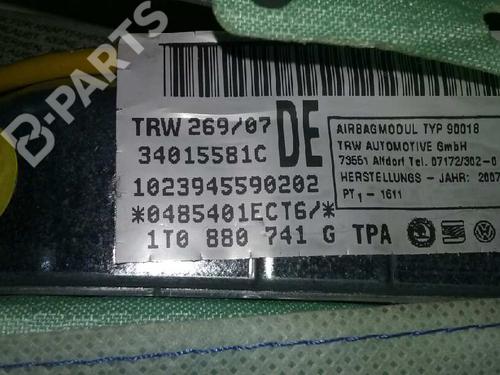 B-PARTS
TRW 269/07
DE
34015581C
1023945590202
*0485401ECT6/*
1T0 880 741 G TPA
AIRBAGMODUL TYP 90018
TRW AUTOMOTIVE GmbH
73551 Alfdorf Tel. 07172/302-0
HERSTELLUNGS - JAHR: 2007
PT1 - 1611